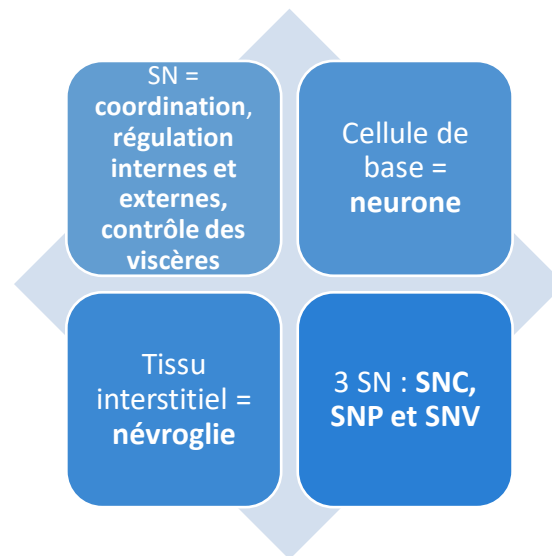 SN =
coordination,
régulation
internes et
externes,
contrôle des
viscères
Cellule de
base =
neurone
Tissu
interstitiel =
névroglie
3 SN : SNC,
SNP et SNV